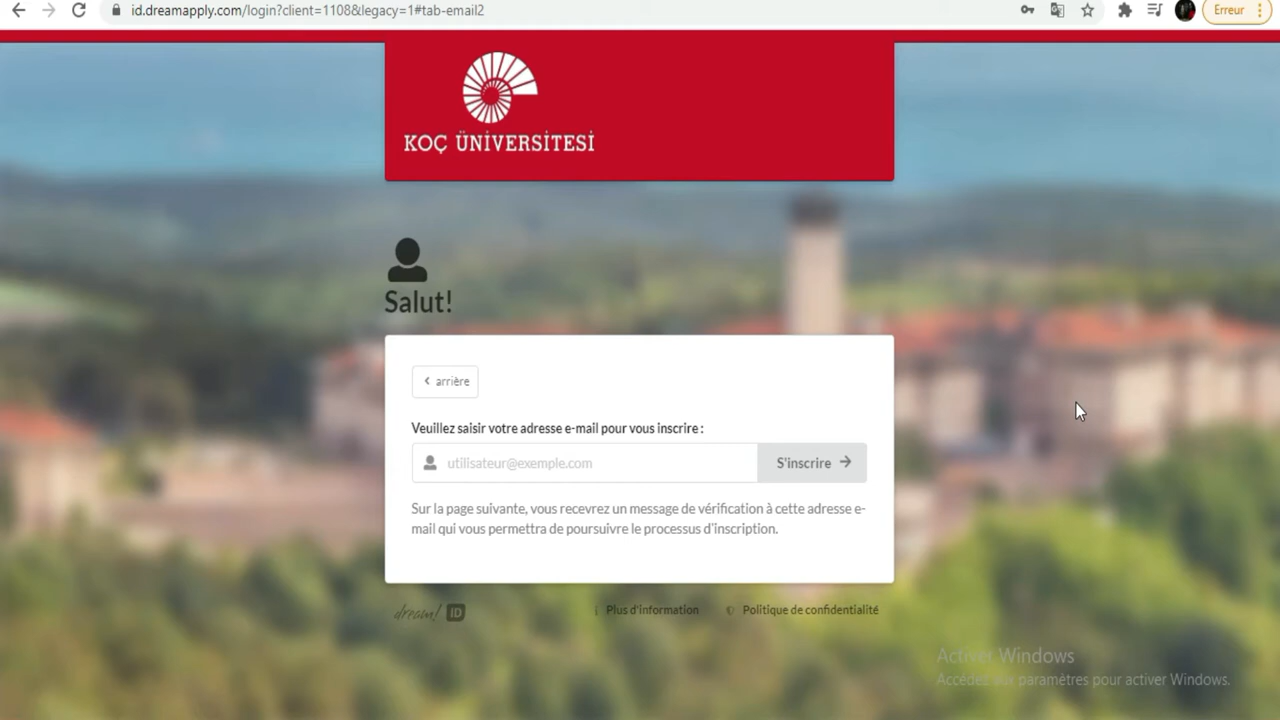 id.dreamapply.com/login?client=1108&legacy=1#tab-email2
Erreur
KOÇ ÜNİVERSİTESİ
Salut!
arrière
Veuillez saisir votre adresse e-mail pour vous inscrire :
utilisateur@exemple.com
S'inscrire
Sur la page suivante, vous recevrez un message de vérification à cette adresse e-
mail qui vous permettra de poursuivre le processus d'inscription.
dream! ID
Plus d'information
Politique de confidentialité
Activer Windows
Accédez aux paramètres pour activer Windows.